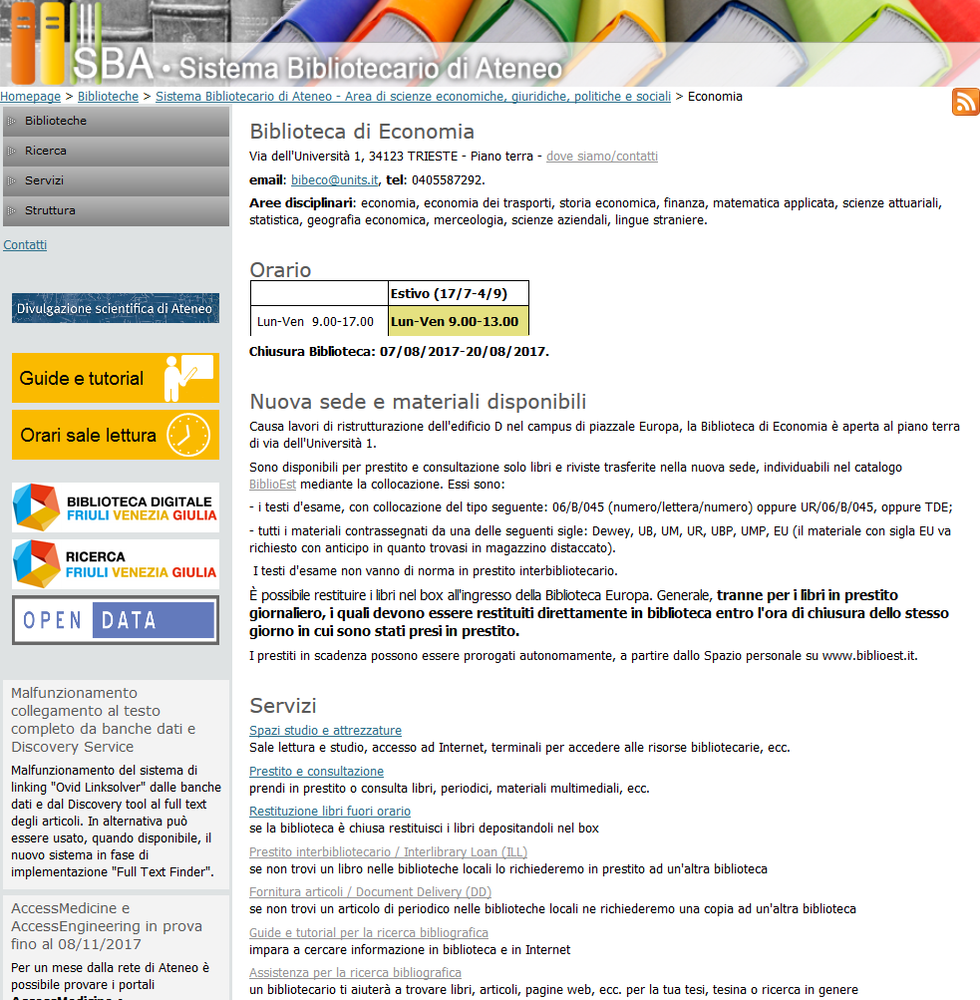 SBA • Sistema Bibliotecario di Ateneo
Homepage > Biblioteche > Sistema Bibliotecario di Ateneo - Area di scienze economiche, giuridiche, politiche e sociali > Economia
Biblioteche
Ricerca
Servizi
Struttura
Contatti
Divulgazione scientifica di Ateneo
Guide e tutorial
Orari sale lettura
BIBLIOTECA DIGITALE
FRIULI VENEZIA GIULIA
RICERCA
FRIULI VENEZIA GIULIA
OPEN DATA
Malfunzionamento
collegamento al testo
completo da banche dati e
Discovery Service
Malfunzionamento del sistema di
linking "Ovid Linksolver" dalle banche
dati e dal Discovery tool al full text
degli articoli. In alternativa può
essere usato, quando disponibile, il
nuovo sistema in fase di
implementazione "Full Text Finder".
AccessMedicine e
AccessEngineering in prova
fino al 08/11/2017
Per un mese dalla rete di Ateneo è
possibile provare i portali
Biblioteca di Economia
Via dell'Università 1, 34123 TRIESTE - Piano terra - dove siamo/contatti
email: bibeco@units.it, tel: 0405587292.
Aree disciplinari: economia, economia dei trasporti, storia economica, finanza, matematica applicata, scienze attuariali,
statistica, geografia economica, merceologia, scienze aziendali, lingue straniere.
Orario
Estivo (17/7-4/9)
Lun-Ven 9.00-17.00 Lun-Ven 9.00-13.00
Chiusura Biblioteca: 07/08/2017-20/08/2017.
Nuova sede e materiali disponibili
Causa lavori di ristrutturazione dell'edificio D nel campus di piazzale Europa, la Biblioteca di Economia è aperta al piano terra
di via dell'Università 1.
Sono disponibili per prestito e consultazione solo libri e riviste trasferite nella nuova sede, individuabili nel catalogo
BiblioEst mediante la collocazione. Essi sono:
- i testi d'esame, con collocazione del tipo seguente: 06/B/045 (numero/lettera/numero) oppure UR/06/B/045, oppure TDE;
- tutti i materiali contrassegnati da una delle seguenti sigle: Dewey, UB, UM, UR, UBP, UMP, EU (il materiale con sigla EU va
richiesto con anticipo in quanto trovasi in magazzino distaccato).
I testi d'esame non vanno di norma in prestito interbibliotecario.
È possibile restituire i libri nel box all'ingresso della Biblioteca Europa. Generale, tranne per i libri in prestito
giornaliero, i quali devono essere restituiti direttamente in biblioteca entro l'ora di chiusura dello stesso
giorno in cui sono stati presi in prestito.
I prestiti in scadenza possono essere prorogati autonomamente, a partire dallo Spazio personale su www.biblioest.it.
Servizi
Spazi studio e attrezzature
Sale lettura e studio, accesso ad Internet, terminali per accedere alle risorse bibliotecarie, ecc.
Prestito e consultazione
prendi in prestito o consulta libri, periodici, materiali multimediali, ecc.
Restituzione libri fuori orario
se la biblioteca è chiusa restituisci i libri depositandoli nel box
Prestito interbibliotecario / Interlibrary Loan (ILL)
se non trovi un libro nelle biblioteche locali lo richiederemo in prestito ad un'altra biblioteca
Fornitura articoli / Document Delivery (DD)
se non trovi un articolo di periodico nelle biblioteche locali ne richiederemo una copia ad un'altra biblioteca
Guide e tutorial per la ricerca bibliografica
impara a cercare informazione in biblioteca e in Internet
Assistenza per la ricerca bibliografica
un bibliotecario ti aiuterà a trovare libri, articoli, pagine web, ecc. per la tua tesi, tesina o ricerca in genere